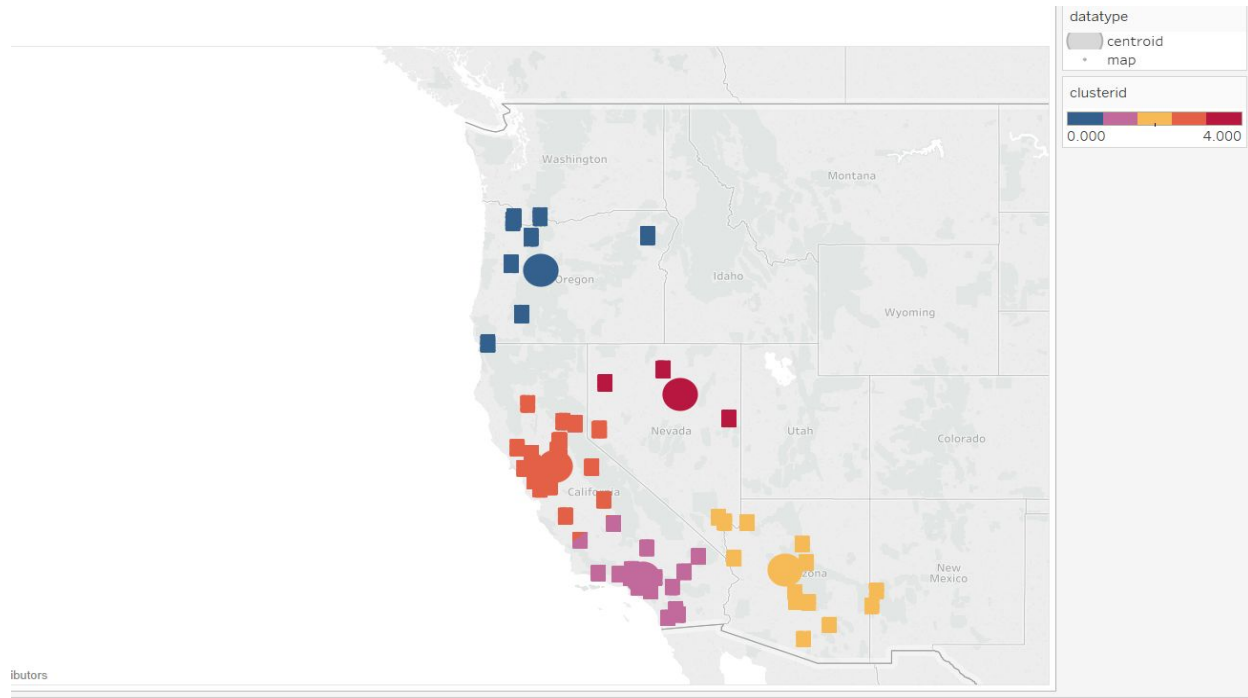 datatype
centroid
map
clusterid
0.000 4.000
Washington
Montana
Oregon
Idaho
Wyoming
Nevada
Utah
Colorado
California
zona
New
Mexico
ibutors